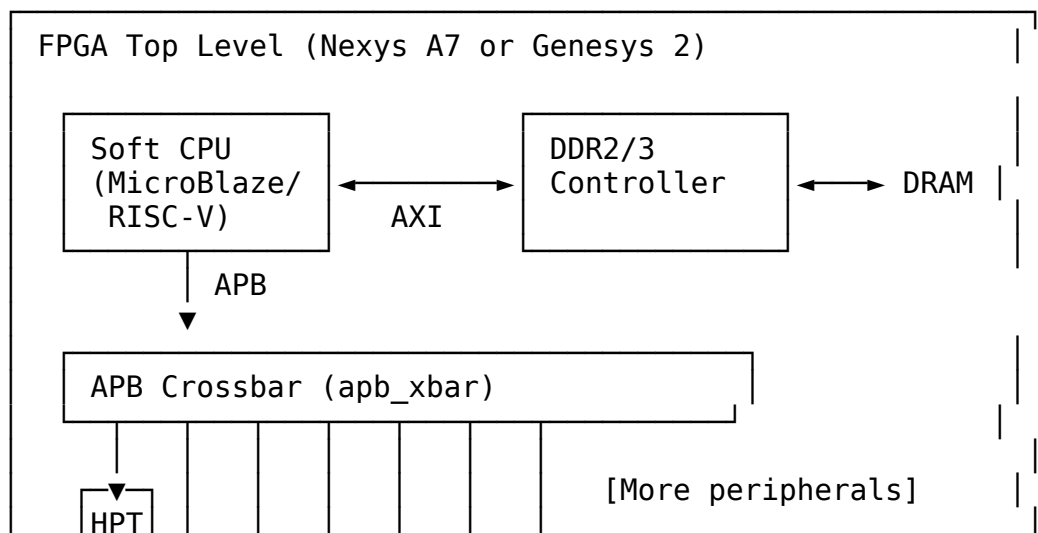 FPGA Top Level (Nexys A7 or Genesys 2)
Soft CPU
(MicroBlaze/
RISC-V)
AXI
DDR2/3
Controller
DRAM
APB
APB Crossbar (apb_xbar)
[More peripherals]
HPT